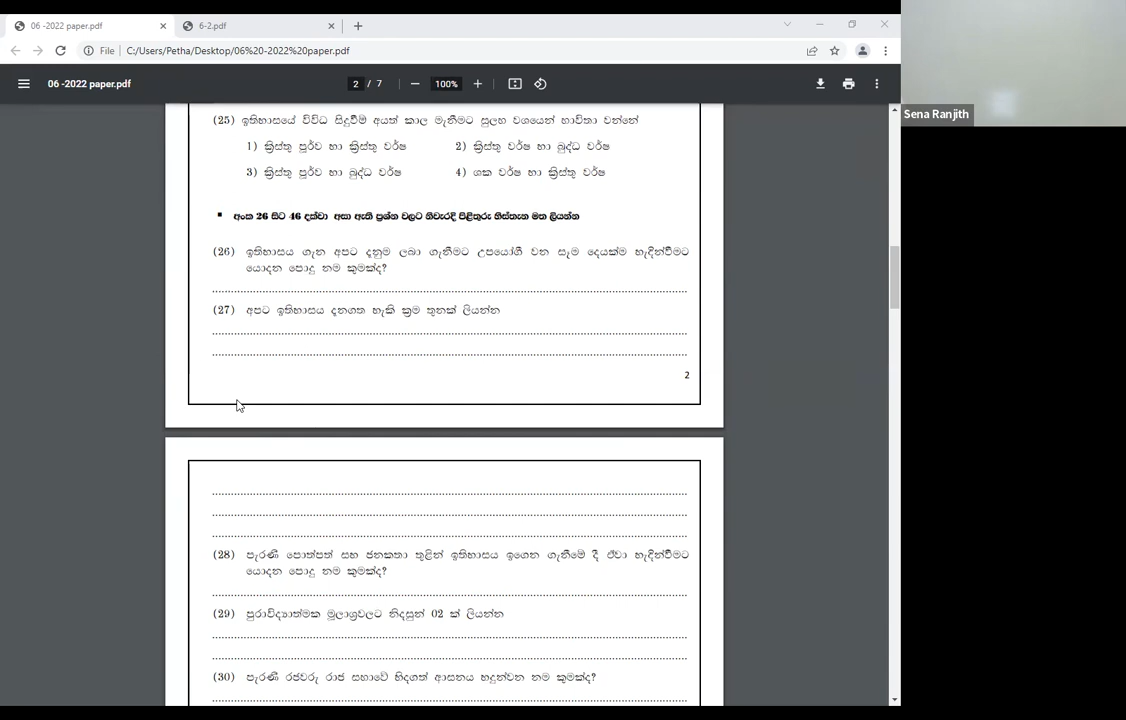 06 -2022 paper.pdf
6-2.pdf
File
C:/Users/Petha/Desktop/06%20-2022%20paper.pdf
06 -2022 paper.pdf
2 / 7
100%
Sena Ranjith
(25) ඉතිහාසයේ විවිධ සිදුවීම් අයත් කාල මැනීමට සුලභ වශයෙන් භාවිතා වන්නේ
1) ක්‍රිස්තු පූර්ව හා ක්‍රිස්තු වර්ෂ
2) ක්‍රිස්තු වර්ෂ හා බුද්ධ වර්ෂ
3) ක්‍රිස්තු පූර්ව හා බුද්ධ වර්ෂ
4) ශක වර්ෂ හා ක්‍රිස්තු වර්ෂ
අංක 26 සිට 46 දක්වා අසා ඇති ප්‍රශ්න වලට නිවැරදි පිළිතුරු හිස්තැන මත ලියන්න
(26) ඉතිහාසය ගැන අපට දැනුම ලබා ගැනීමට උපයෝගී වන සෑම දෙයක්ම හැඳින්වීමට
යොදන පොදු නම කුමක්ද?
(27) අපට ඉතිහාසය දැනගත හැකි ක්‍රම තුනක් ලියන්න
2
(28) පැරණි පොත්පත් සහ ජනකතා තුළින් ඉතිහාසය ඉගෙන ගැනීමේ දී ඒවා හැඳින්වීමට
යොදන පොදු නම කුමක්ද?
(29) පුරාවිද්‍යාත්මක මූලාශ්‍රවලට නිදසුන් 02 ක් ලියන්න
(30) පැරණි රජවරු රාජ සභාවේ හිඳගත් ආසනය හඳුන්වන නම කුමක්ද?